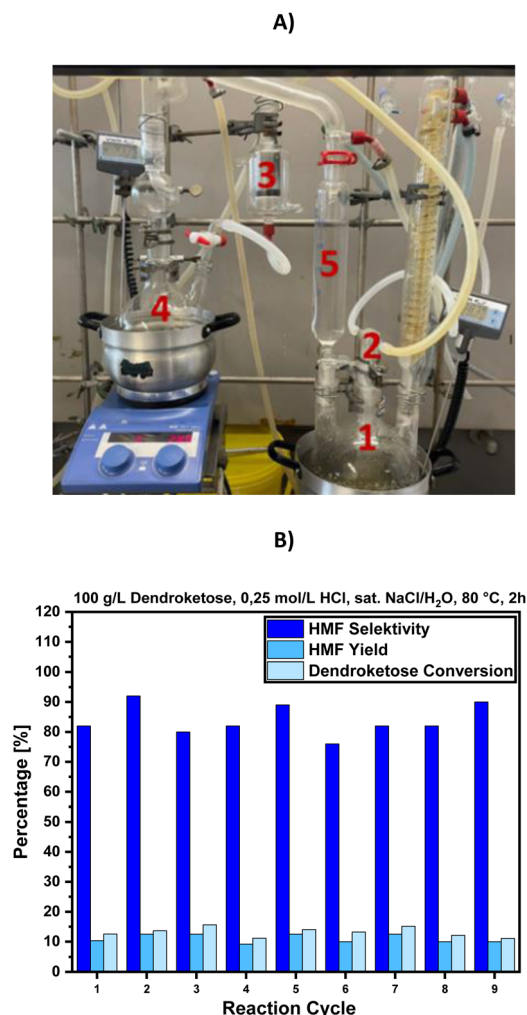 A)
3
5
4
2
1
B)
100 g/L Dendroketose, 0,25 mol/L HCl, sat. NaCl/H₂O, 80 °C, 2h
120
110
100
90
80
70
60
50
40
30
20
10
0
Percentage [%]
HMF Selektivity
HMF Yield
Dendroketose Conversion
1 2 3 4 5 6 7 8 9
Reaction Cycle